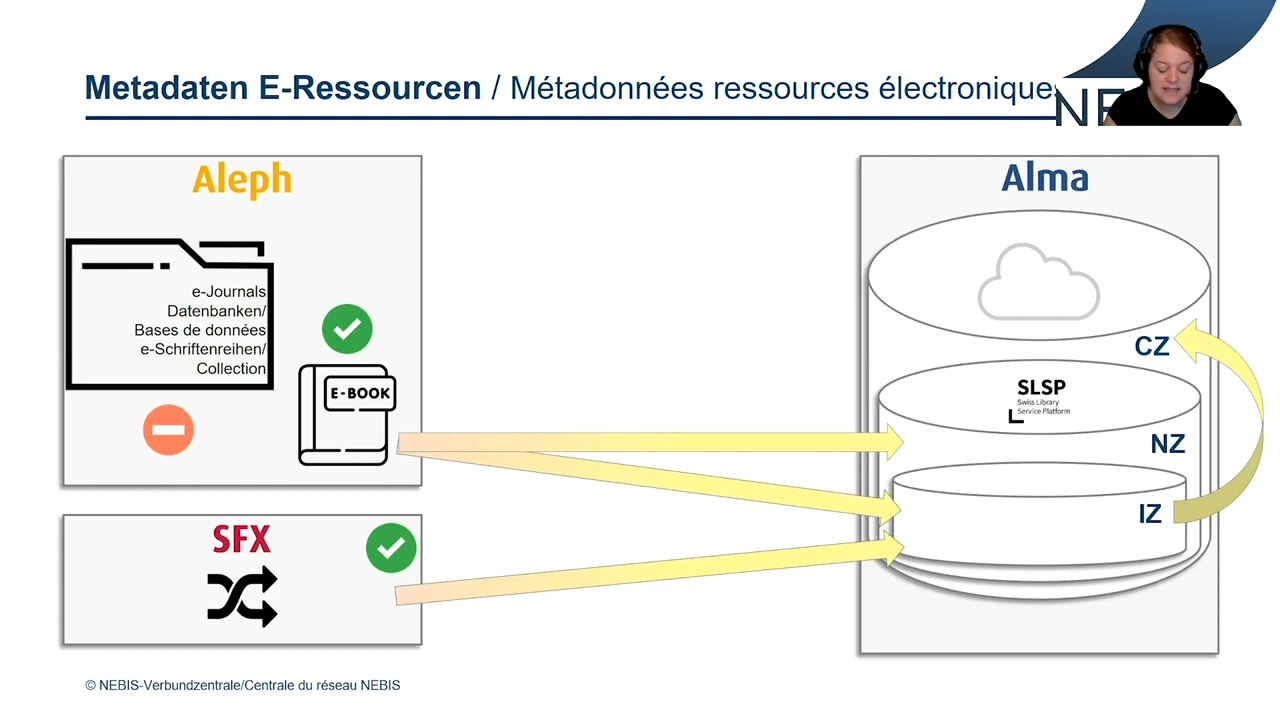 Metadaten E-Ressourcen / Métadonnées ressources électronique
NE
Aleph
e-Journals
Datenbanken/
Bases de données
e-Schriftenreihen/
Collection
E-BOOK
SFX
Alma
CZ
SLSP
Swiss Library
Service Platform
NZ
IZ
© NEBIS-Verbundzentrale/Centrale du réseau NEBIS